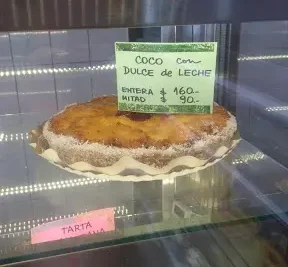 COCO con
DULCE de LECHE
ENTERA $ 160.-
MITAD $ 90.-
TARTA